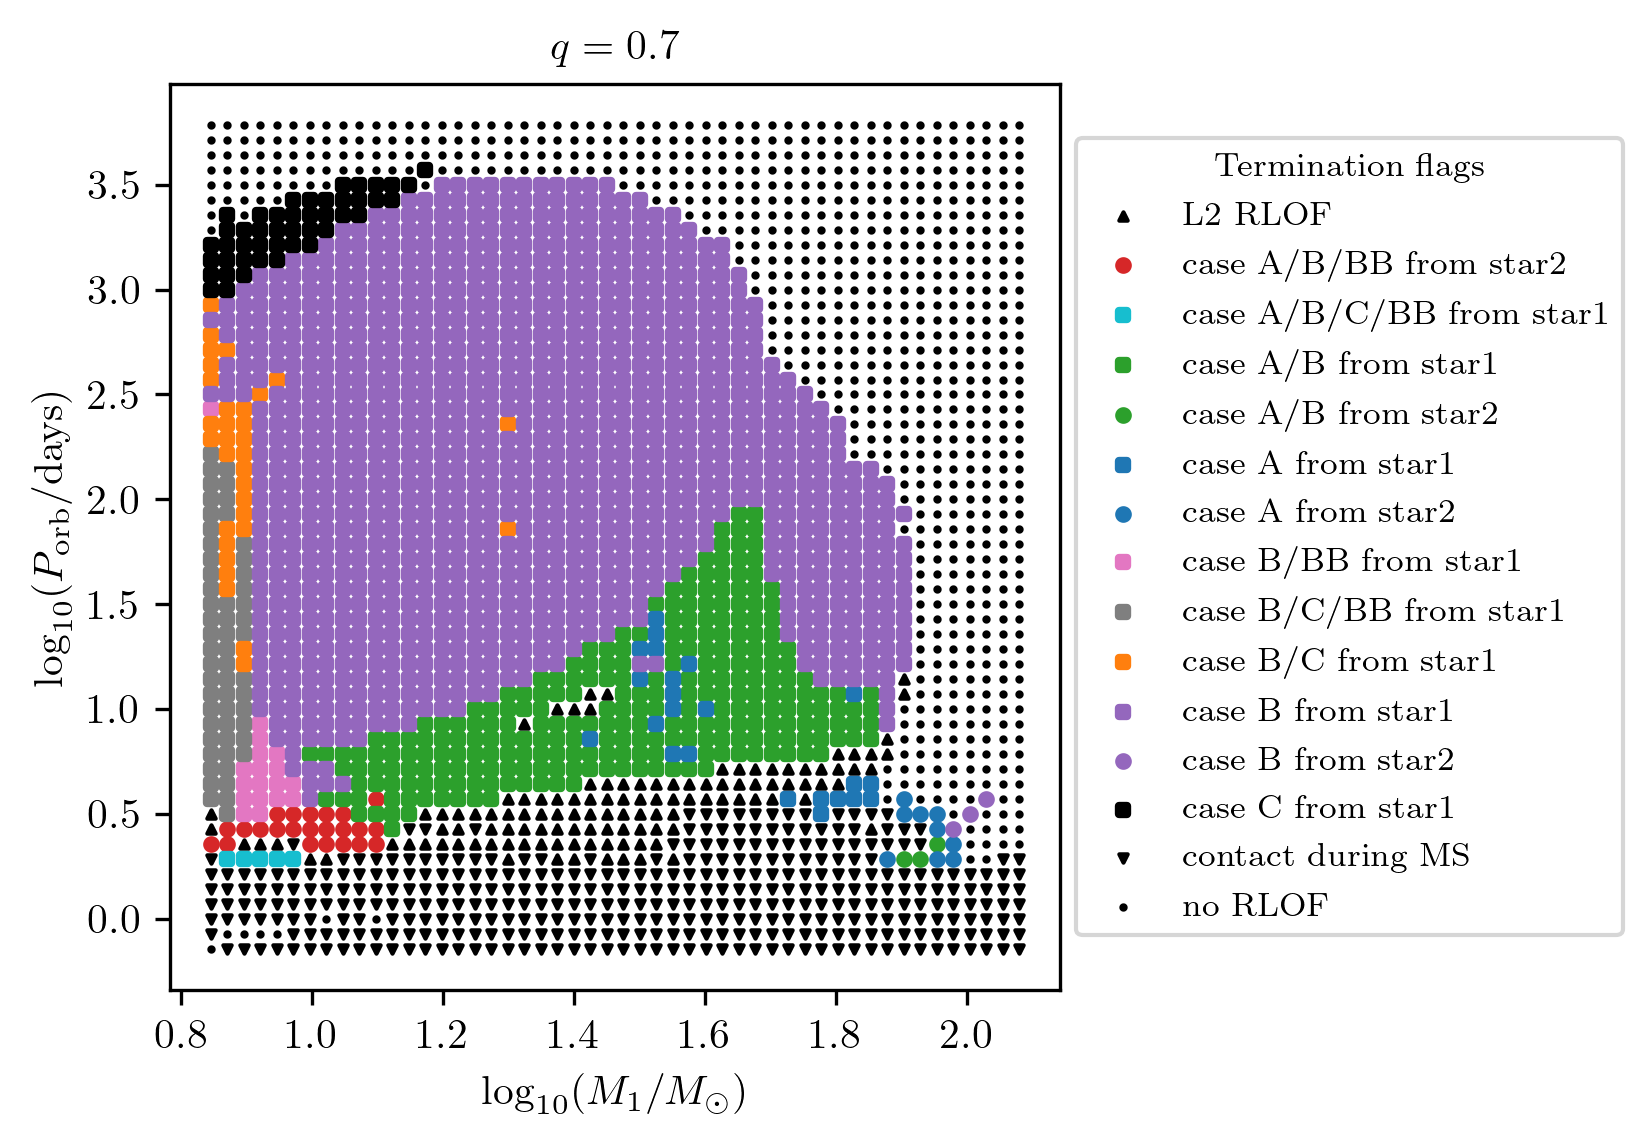 q = 0.7
3.5
3.0
2.5
2.0
1.5
1.0
0.5
0.0
log₁₀(P_orb/days)
0.8 1.0 1.2 1.4 1.6 1.8 2.0
log₁₀(M₁/M☉)
Termination flags
L2 RLOF
case A/B/BB from star2
case A/B/C/BB from star1
case A/B from star1
case A/B from star2
case A from star1
case A from star2
case B/BB from star1
case B/C/BB from star1
case B/C from star1
case B from star1
case B from star2
case C from star1
contact during MS
no RLOF